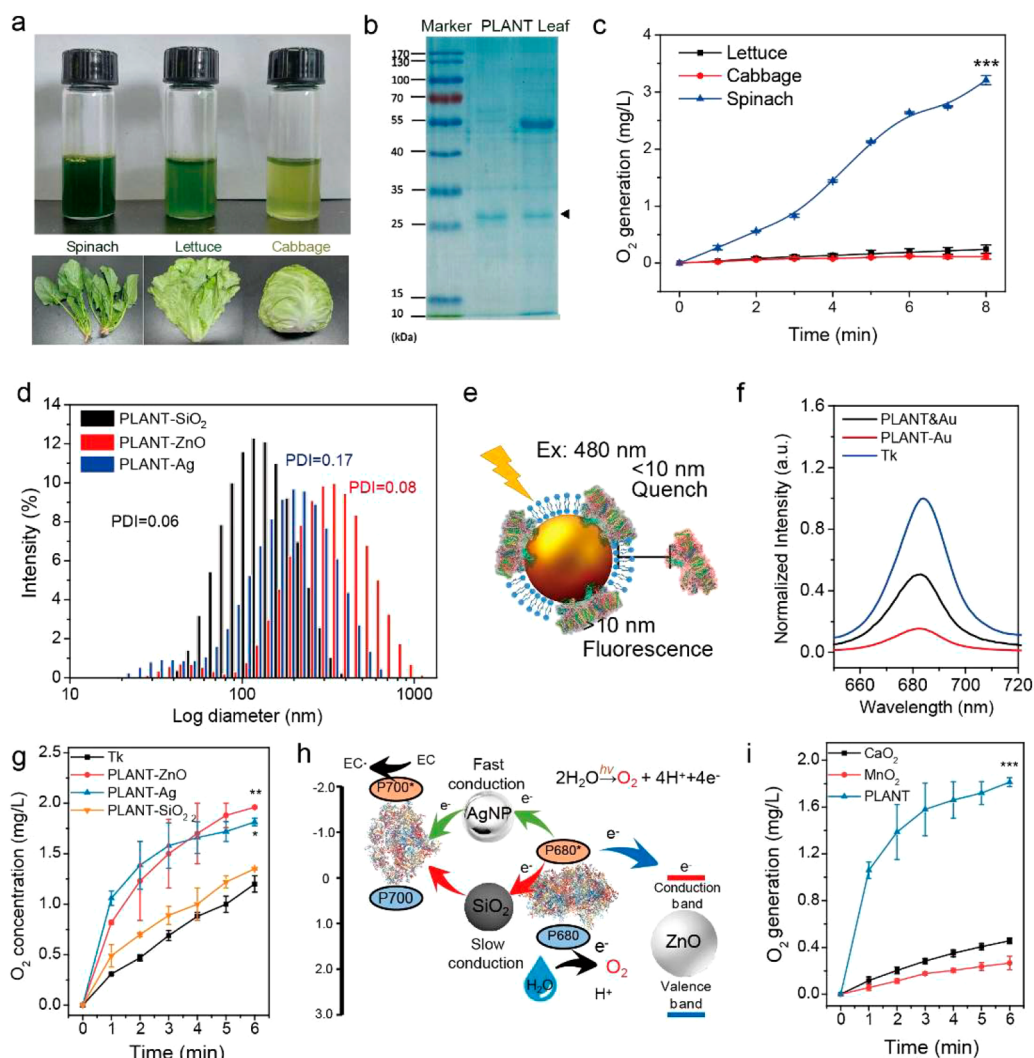 a
Spinach Lettuce Cabbage
b
Marker PLANT Leaf
170
130
100
70
55
40
35
25
15
10
(kDa)
c
Lettuce
Cabbage
Spinach
***
O2 generation (mg/L)
3
2
1
0
0 2 4 6 8
Time (min)
d
PLANT-SiO2
PLANT-ZnO
PLANT-Ag
PDI=0.17
PDI=0.08
PDI=0.06
Intensity (%)
14
12
10
8
6
4
2
0
10 100 1000
Log diameter (nm)
e
Ex: 480 nm
<10 nm
Quench
>10 nm
Fluorescence
f
PLANT&Au
PLANT-Au
Tk
Normalized Intensity (a.u.)
1.6
1.2
0.8
0.4
0.0
660 680 700 720
Wavelength (nm)
g
Tk
PLANT-ZnO
PLANT-Ag
PLANT-SiO2 2
**
*
O2 concentration (mg/L)
2.5
2.0
1.5
1.0
0.5
0.0
0 1 2 3 4 5 6
Time (min)
h
EC- EC
-2.0
-1.0
0
1.0
2.0
3.0
P700*
P700
e-
Fast
conduction
AgNP
e-
2H2O hv O2 + 4H++4e-
P680*
e-
e-
SiO2
Slow
conduction
P680
e-
H2O
O2
H+
e-
Conduction
band
ZnO
Valence
band
i
CaO2
MnO2
PLANT
***
O2 generation (mg/L)
2.0
1.6
1.2
0.8
0.4
0.0
0 1 2 3 4 5 6
Time (min)